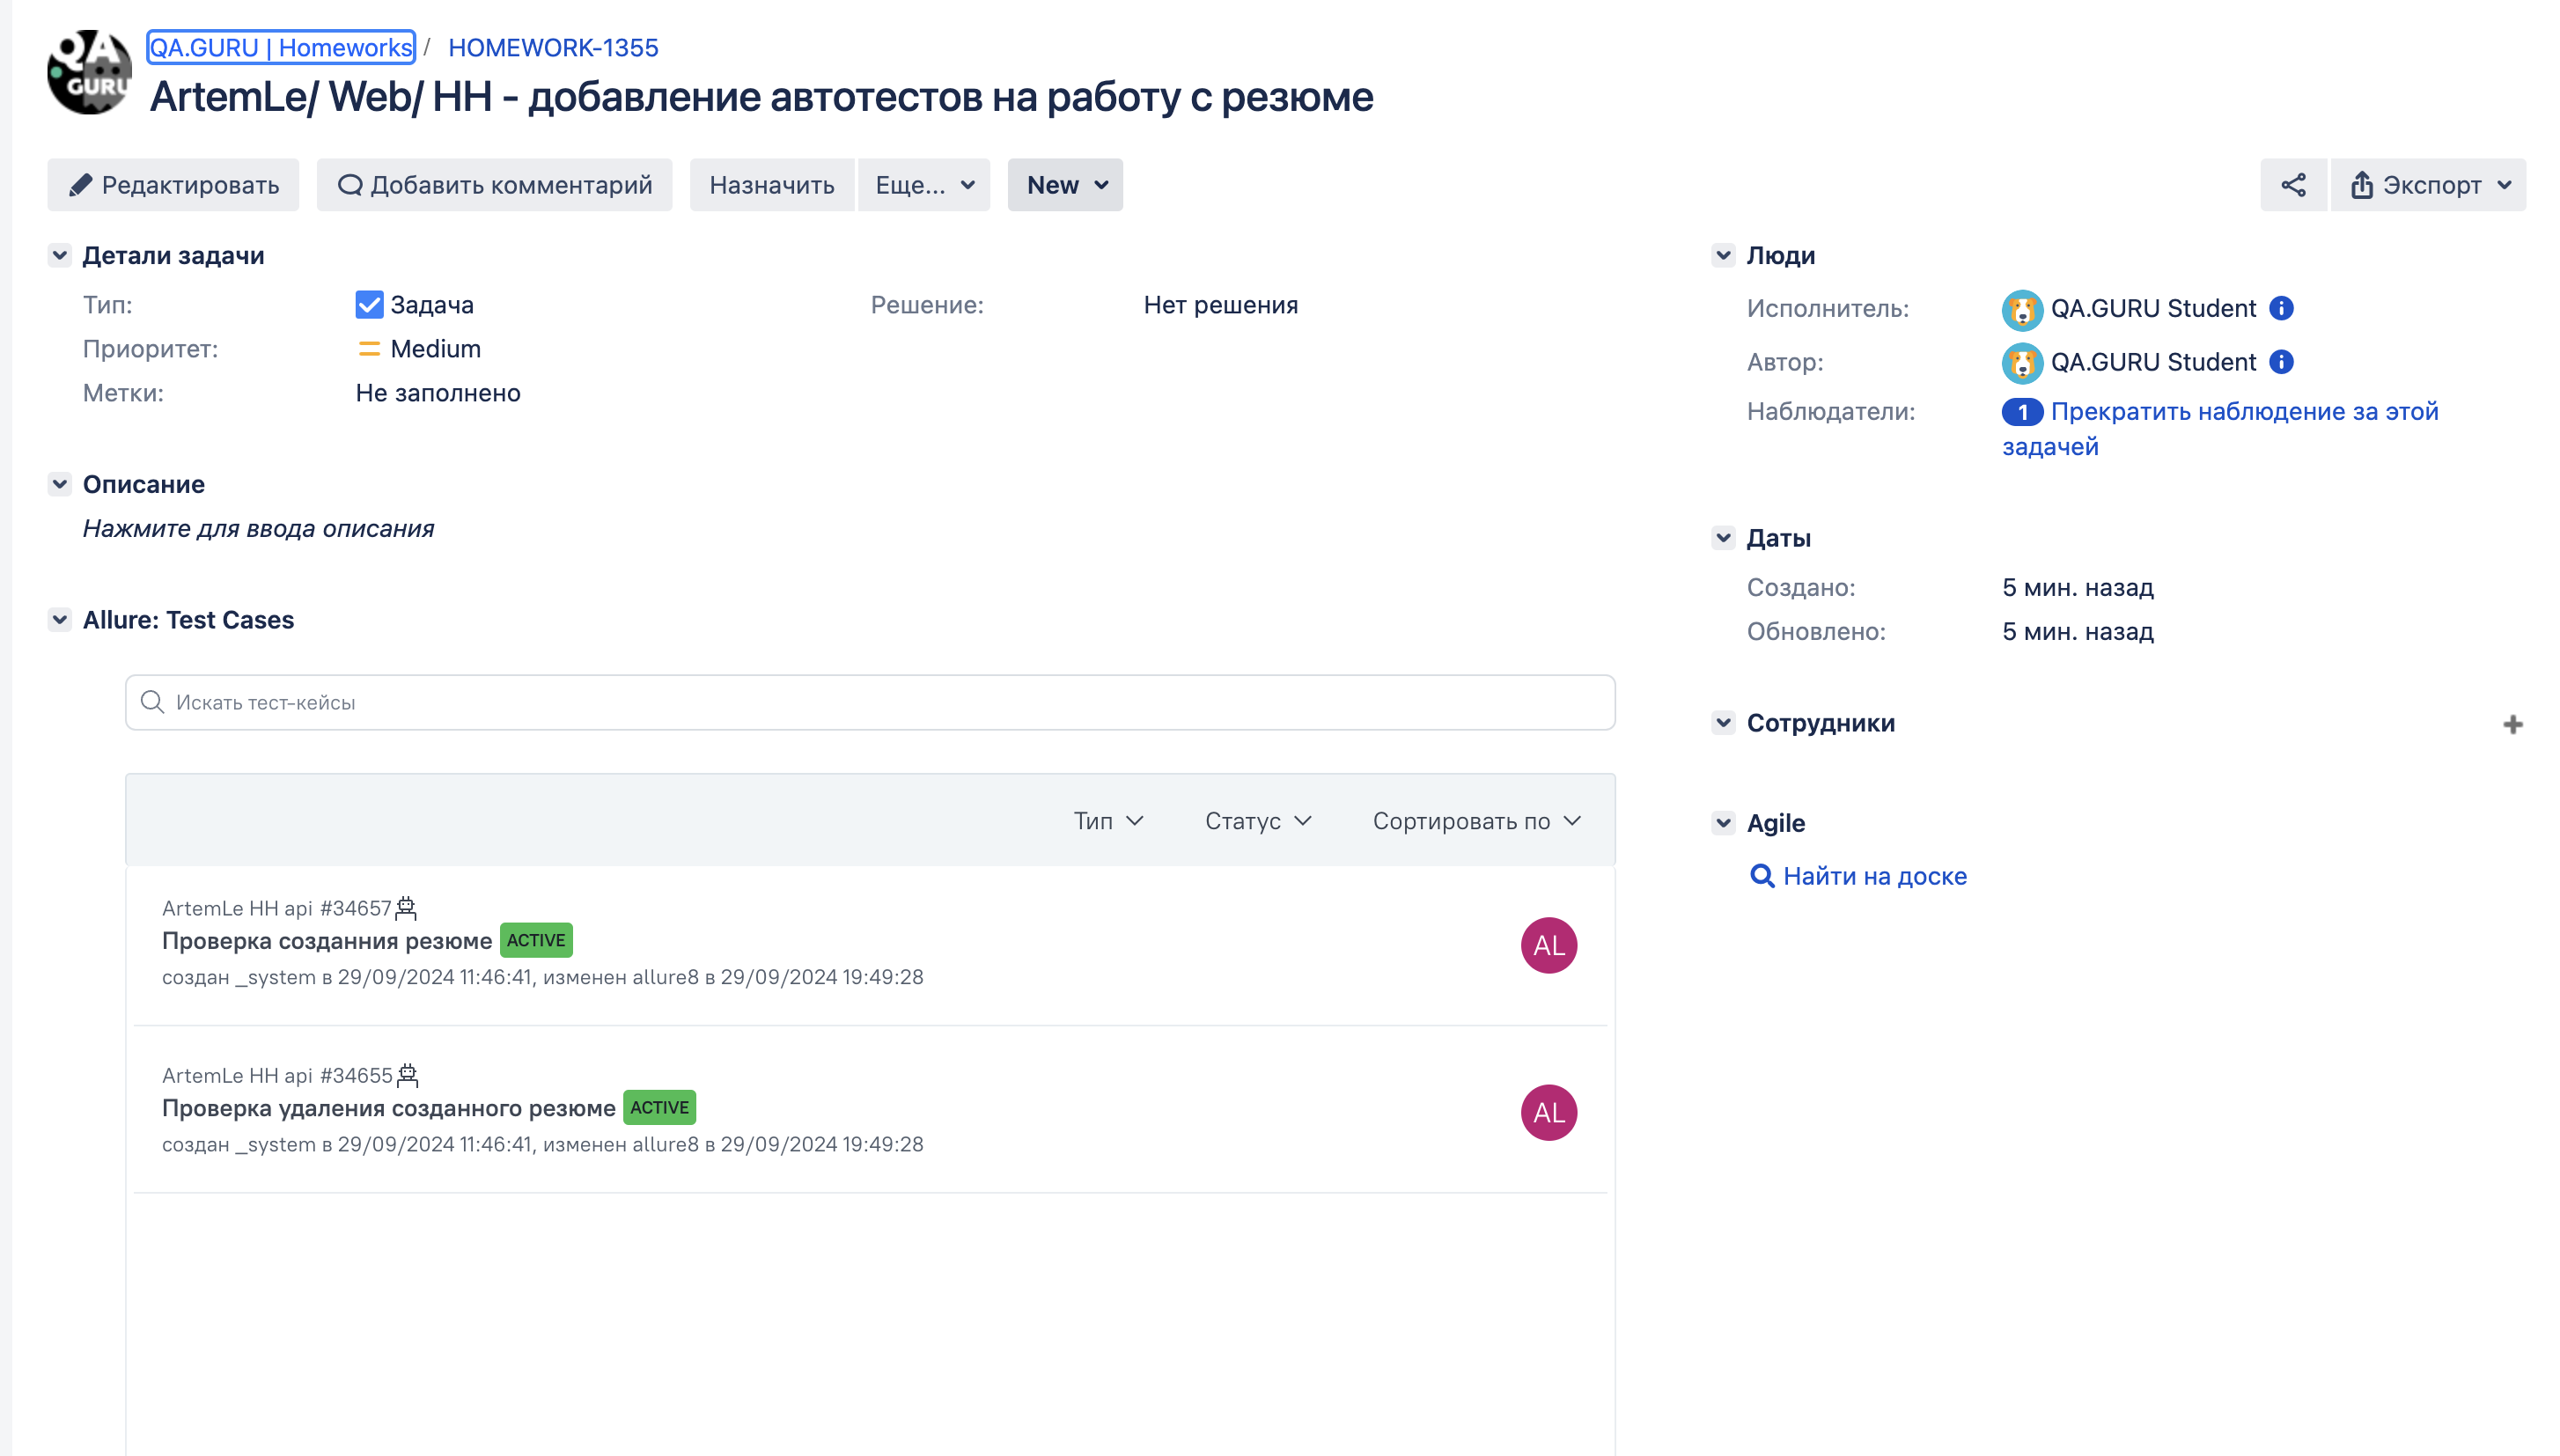 QA GURU
QA.GURU | Homeworks / HOMEWORK-1355
ArtemLe/ Web/ HH - добавление автотестов на работу с резюме
Редактировать Добавить комментарий Назначить Еще... New Экспорт
Детали задачи
Тип: Задача Решение: Нет решения
Приоритет: Medium
Метки: Не заполнено
Описание
Нажмите для ввода описания
Allure: Test Cases
Искать тест-кейсы
Тип Статус Сортировать по
ArtemLe HH api #34657
Проверка созданния резюме ACTIVE
создан _system в 29/09/2024 11:46:41, изменен allure8 в 29/09/2024 19:49:28
AL
ArtemLe HH api #34655
Проверка удаления созданного резюме ACTIVE
создан _system в 29/09/2024 11:46:41, изменен allure8 в 29/09/2024 19:49:28
AL
Люди
Исполнитель: QA.GURU Student
Автор: QA.GURU Student
Наблюдатели: 1 Прекратить наблюдение за этой
задачей
Даты
Создано: 5 мин. назад
Обновлено: 5 мин. назад
Сотрудники
Agile
Найти на доске